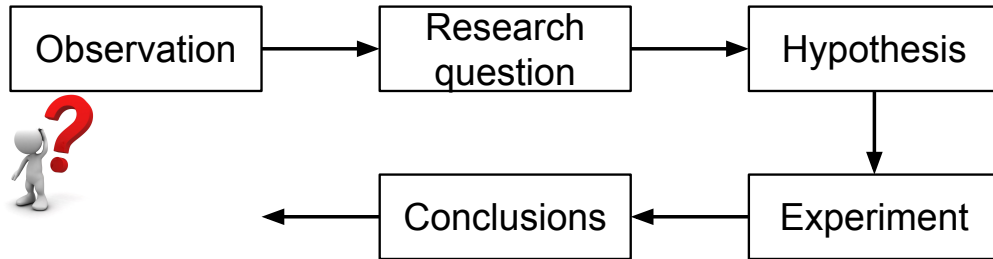 Observation
Research
question
Hypothesis
Conclusions
Experiment